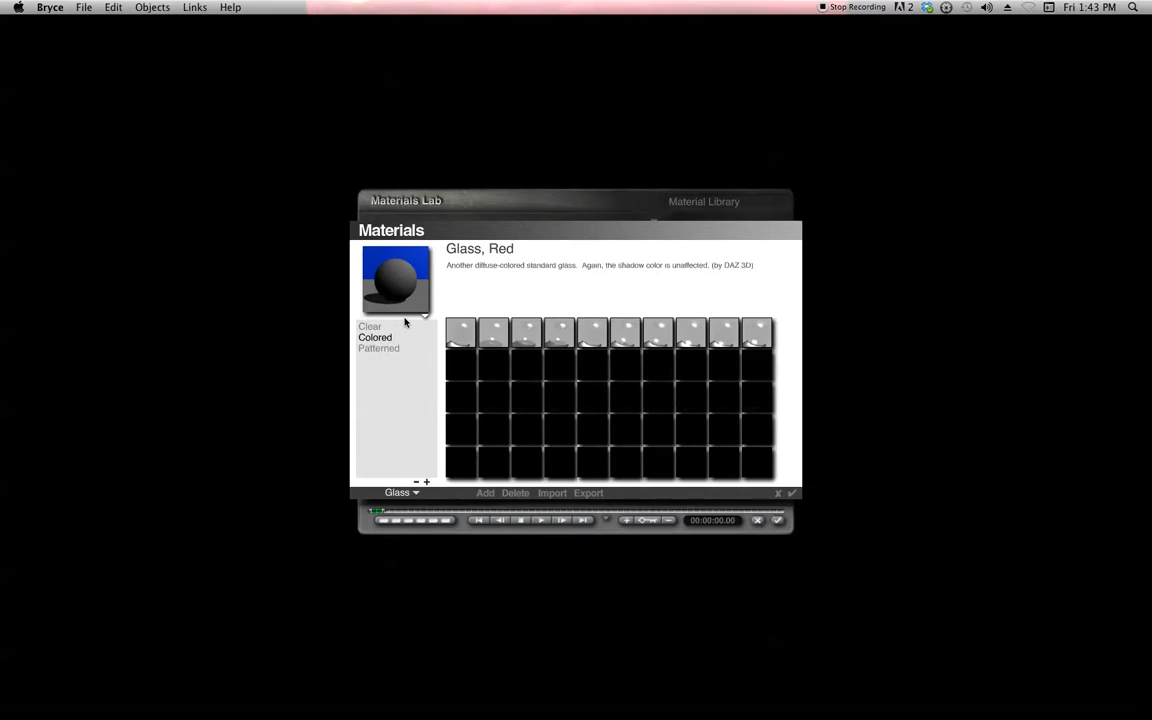 Bryce File Edit Objects Links Help Stop Recording 2 Fri 1:43 PM
Materials Lab Material Library
Materials
Glass, Red
Another diffuse-colored standard glass. Again, the shadow color is unaffected. (by DAZ 3D)
Clear
Colored
Patterned
Glass Add Delete Import Export
00:00:00.00